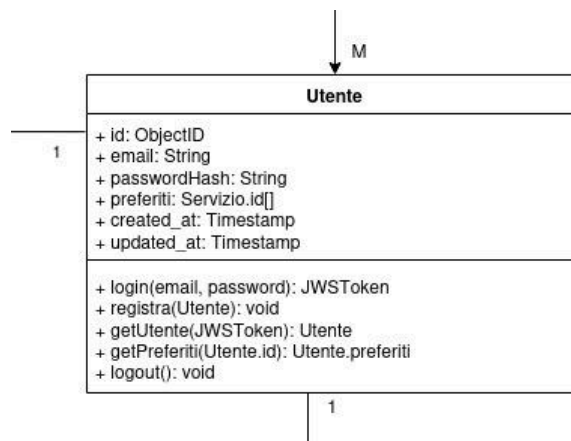 M
Utente
1
+ id: ObjectID
+ email: String
+ passwordHash: String
+ preferiti: Servizio.id[]
+ created_at: Timestamp
+ updated_at: Timestamp
+ login(email, password): JWSToken
+ registra(Utente): void
+ getUtente(JWSToken): Utente
+ getPreferiti(Utente.id): Utente.preferiti
+ logout(): void
1